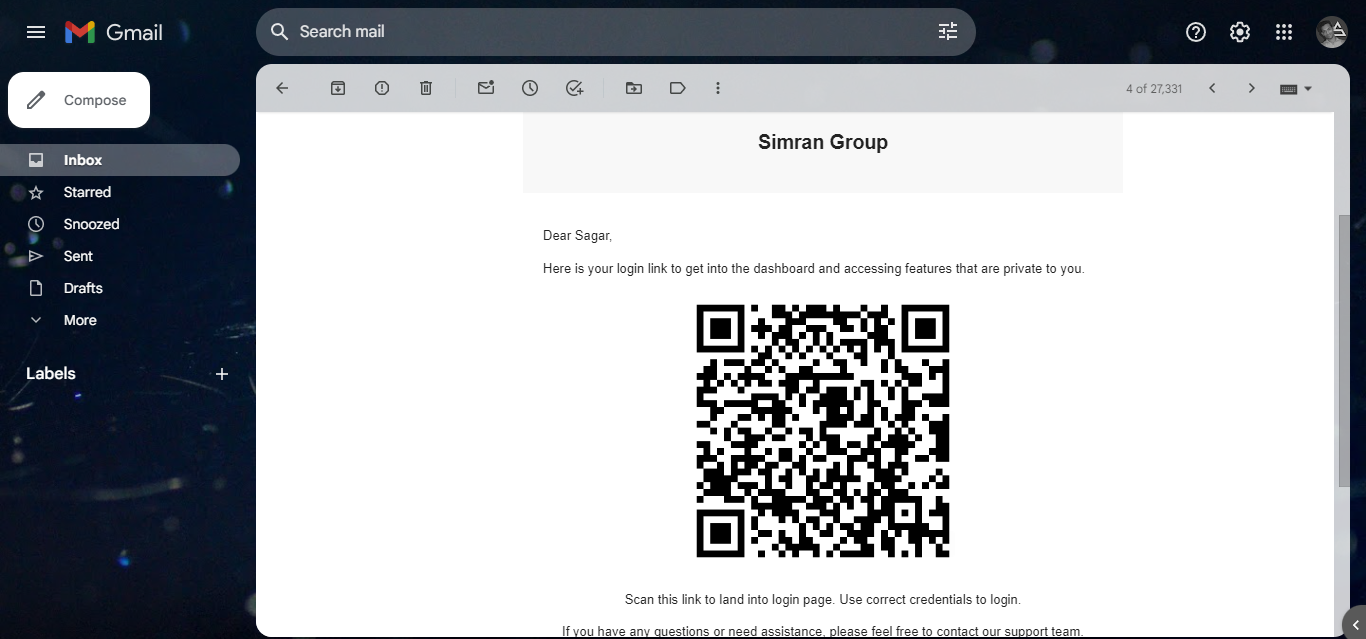 Gmail
Search mail
Compose
4 of 27,331
Inbox
Starred
Snoozed
Sent
Drafts
More
Labels
Simran Group
Dear Sagar,
Here is your login link to get into the dashboard and accessing features that are private to you.
Scan this link to land into login page. Use correct credentials to login.
If you have any questions or need assistance, please feel free to contact our support team.